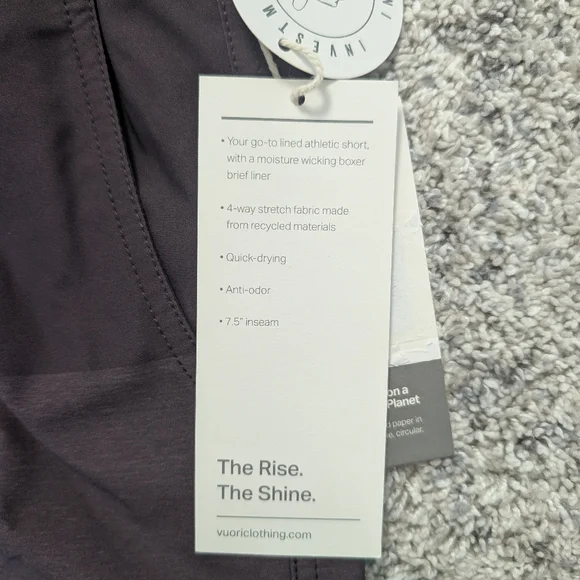 INVESTM
INI
• Your go-to lined athletic short,
with a moisture wicking boxer
brief liner
• 4-way stretch fabric made
from recycled materials
• Quick-drying
• Anti-odor
• 7.5" inseam
on a
Planet
d paper in
e, circular.
The Rise.
The Shine.
vuoriclothing.com